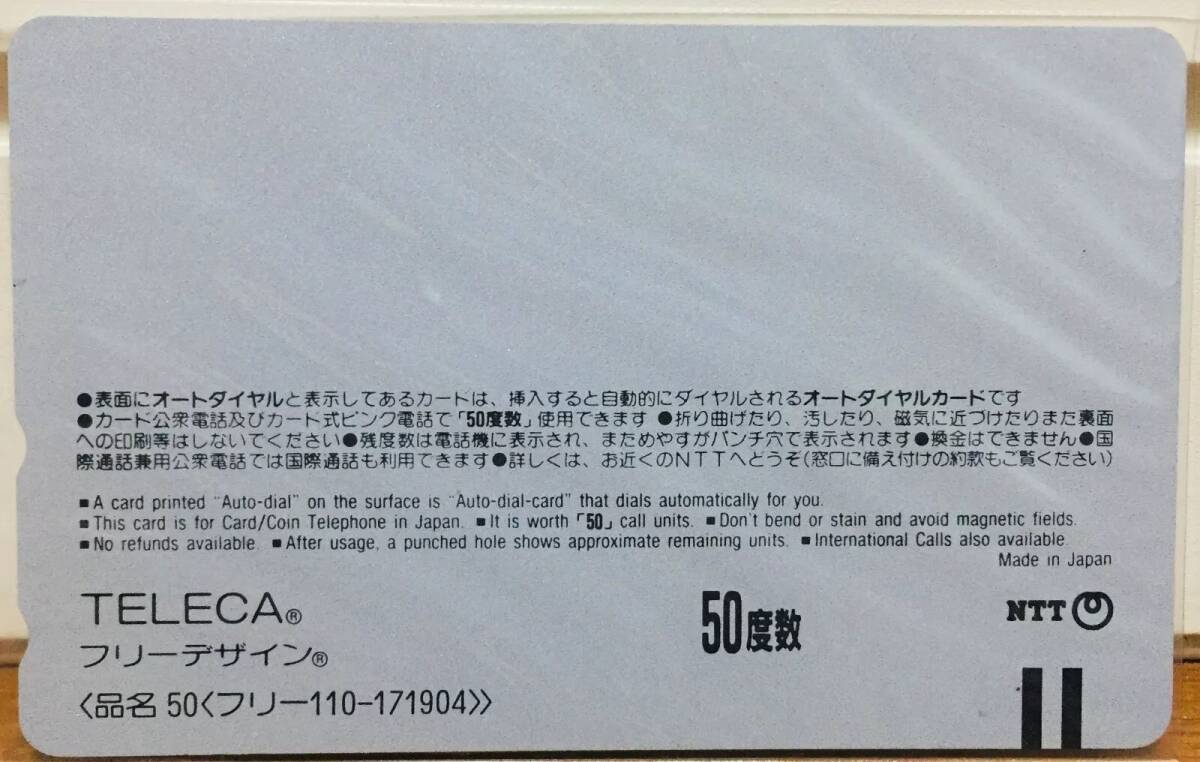 ●表面にオートダイヤルと表示してあるカードは、挿入すると自動的にダイヤルされるオートダイヤルカードです
●カード公衆電話及びカード式ピンク電話で「50度数」使用できます ●折り曲げたり、汚したり、磁気に近づけたりまた裏面
への印刷等はしないでください●残度数は電話機に表示され、まためやすがパンチ穴で表示されます●換金はできません●国
際通話兼用公衆電話では国際通話も利用できます●詳しくは、お近くのNTTへどうぞ(窓口に備え付けの約款もご覧ください)
■A card printed "Auto-dial" on the surface is "Auto-dial-card" that dials automatically for you.
■This card is for Card/Coin Telephone in Japan. ■It is worth「50」call units. ■Don't bend or stain and avoid magnetic fields.
■No refunds available. ■After usage, a punched hole shows approximate remaining units. ■International Calls also available.
Made in Japan
TELECA®
フリーデザイン®
〈品名 50〈フリー110-171904〉〉
50度数
NTT